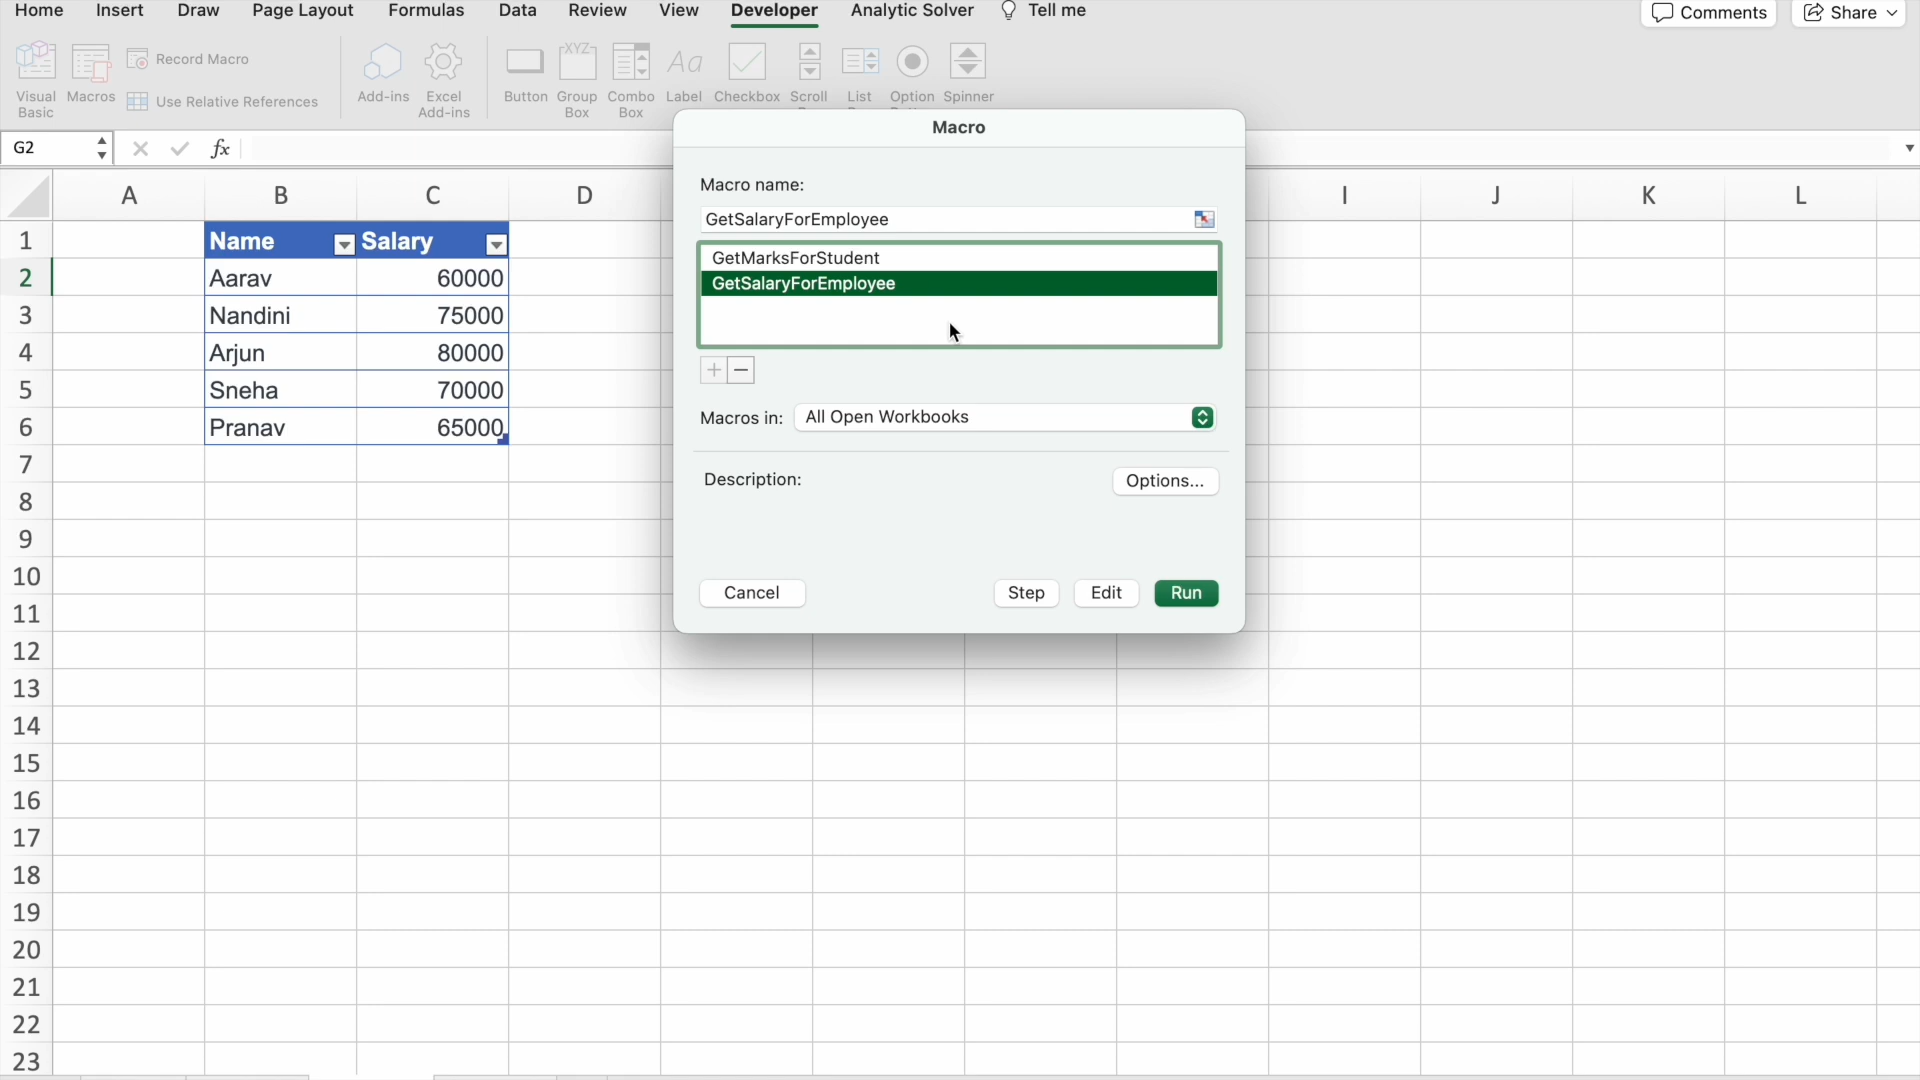 Home Insert Draw Page Layout Formulas Data Review View Developer Analytic Solver Tell me Comments Share
Visual Basic Macros Record Macro Use Relative References Add-ins Excel Add-ins Button Group Box Combo Box Label Checkbox Scroll List Option Spinner
G2 fx
Macro
Macro name:
GetSalaryForEmployee
GetMarksForStudent
GetSalaryForEmployee
Macros in: All Open Workbooks
Description: Options...
Cancel Step Edit Run
A B C D I J K L
1 Name Salary
2 Aarav 60000
3 Nandini 75000
4 Arjun 80000
5 Sneha 70000
6 Pranav 65000
7
8
9
10
11
12
13
14
15
16
17
18
19
20
21
22
23